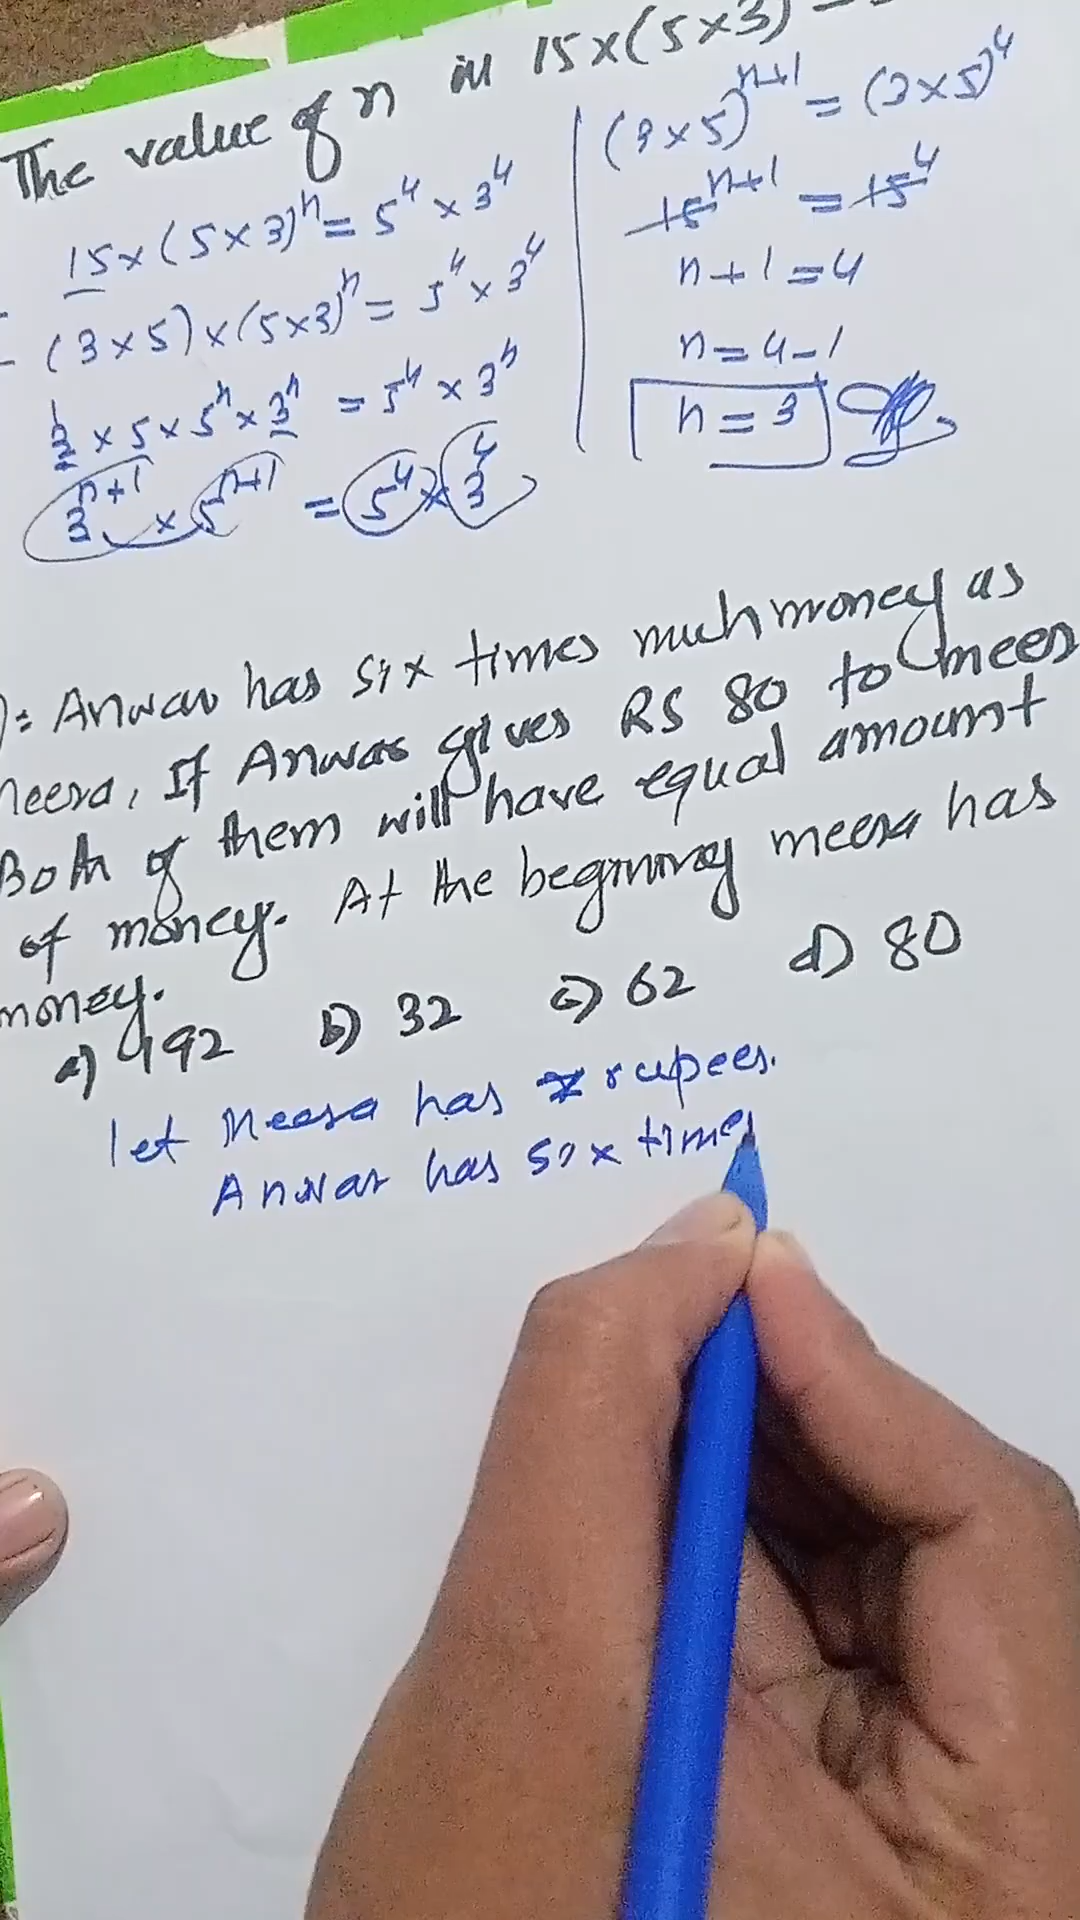 The value of n in 15×(5×3)
15×(5×3)^n = 5^4 × 3^4
(3×5)×(5×3)^n = 5^4 × 3^4
× 5×5^n × 3^n = 5^4 × 3^4
3^n+1 × 5^n+1 = 5^4 × 3^4
(3×5)^n+1 = (3×5)^4
15^n+1 = 15^4
n+1=4
n=4-1
n=3
Anwar has six times much money as
neera, If Anwar gives RS 80 to meer
Both of them will have equal amount
of money. At the beginning meera has
money.
a) 192 b) 32 c) 62 d) 80
let Meera has x rupees.
Anwar has six times